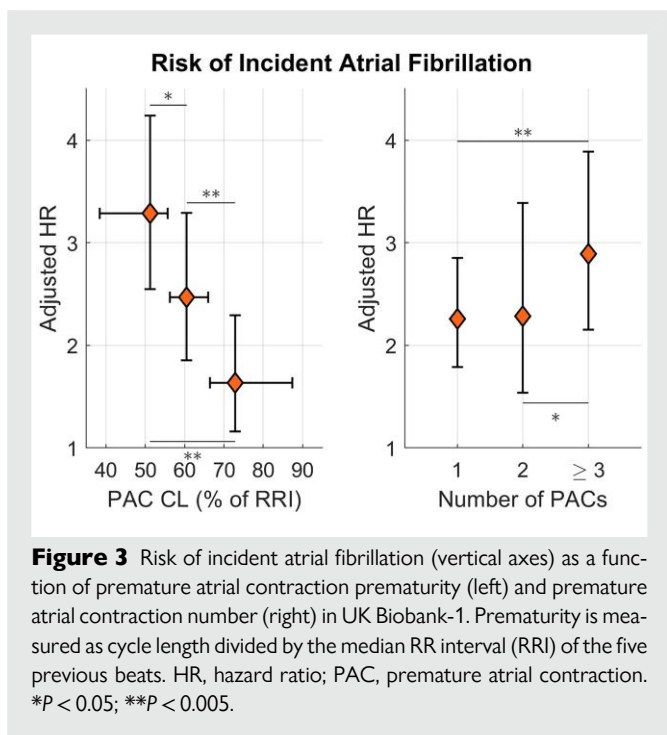 Risk of Incident Atrial Fibrillation
Adjusted HR
4
3
2
1
*
**
**
40 50 60 70 80 90
PAC CL (% of RRI)
Adjusted HR
4
3
2
1
**
*
1 2 ≥ 3
Number of PACs
Figure 3 Risk of incident atrial fibrillation (vertical axes) as a func-
tion of premature atrial contraction prematurity (left) and premature
atrial contraction number (right) in UK Biobank-1. Prematurity is mea-
sured as cycle length divided by the median RR interval (RRI) of the five
previous beats. HR, hazard ratio; PAC, premature atrial contraction.
*P < 0.05; **P < 0.005.